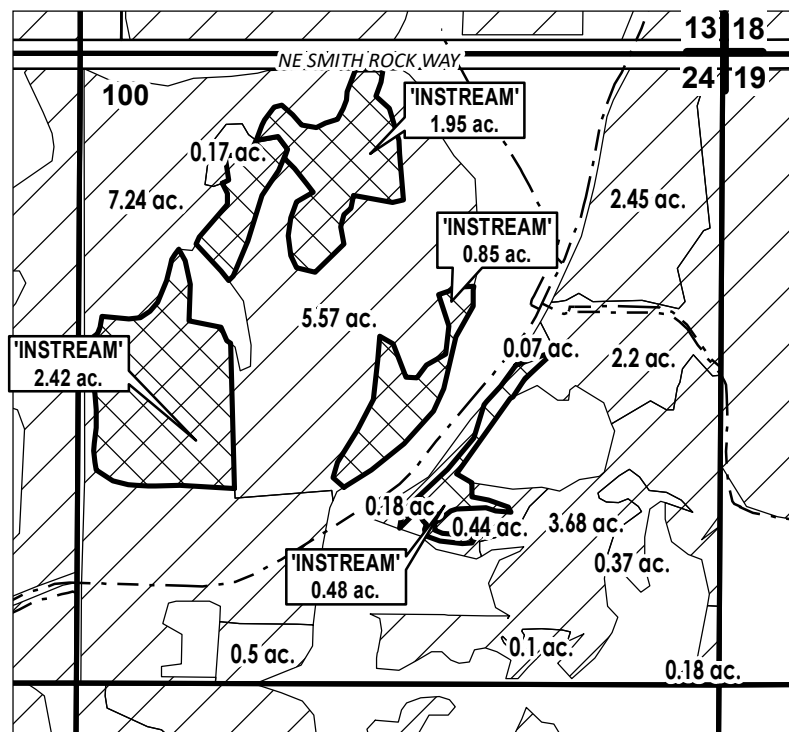 13 18
NE SMITH ROCK WAY
24 19
100
'INSTREAM'
1.95 ac.
0.17 ac.
7.24 ac.
2.45 ac.
'INSTREAM'
0.85 ac.
5.57 ac.
'INSTREAM'
2.42 ac.
0.07 ac.
2.2 ac.
0.18 ac.
0.44 ac.
3.68 ac.
'INSTREAM'
0.48 ac.
0.37 ac.
0.5 ac.
0.1 ac.
0.18 ac.